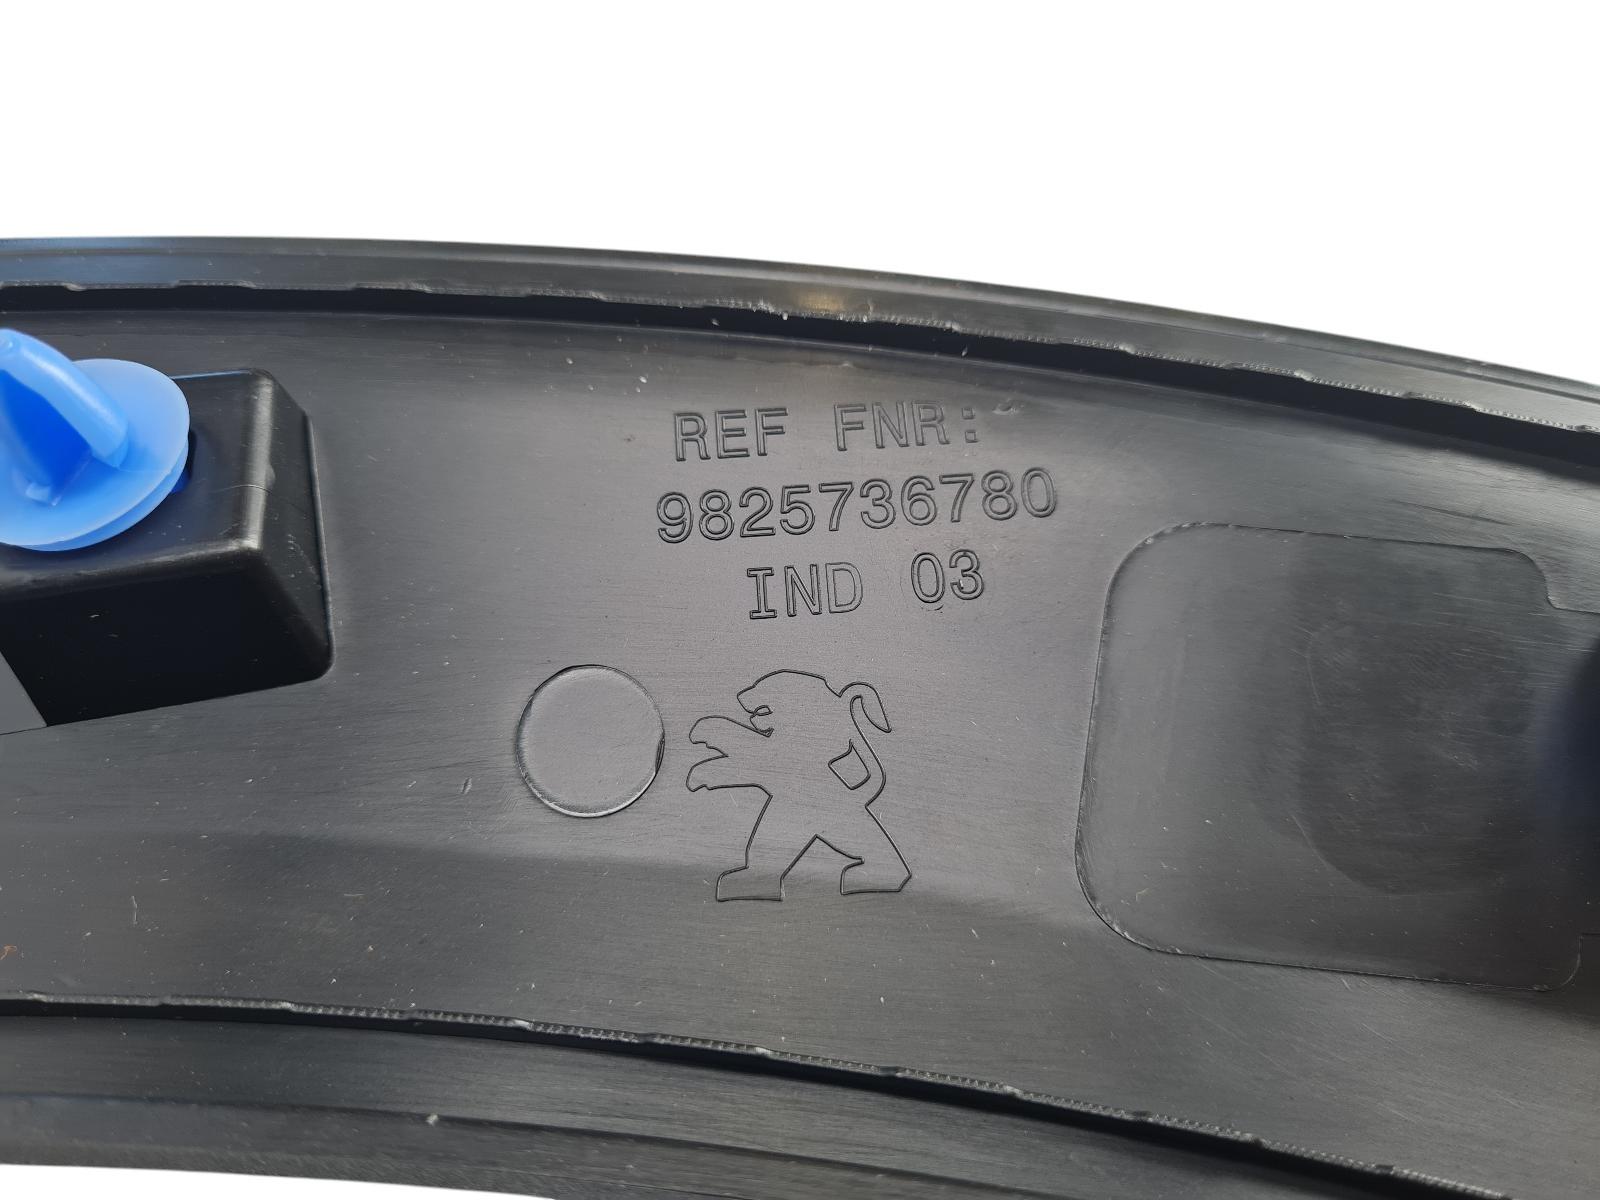 REF FNR:
9825736780
IND 03